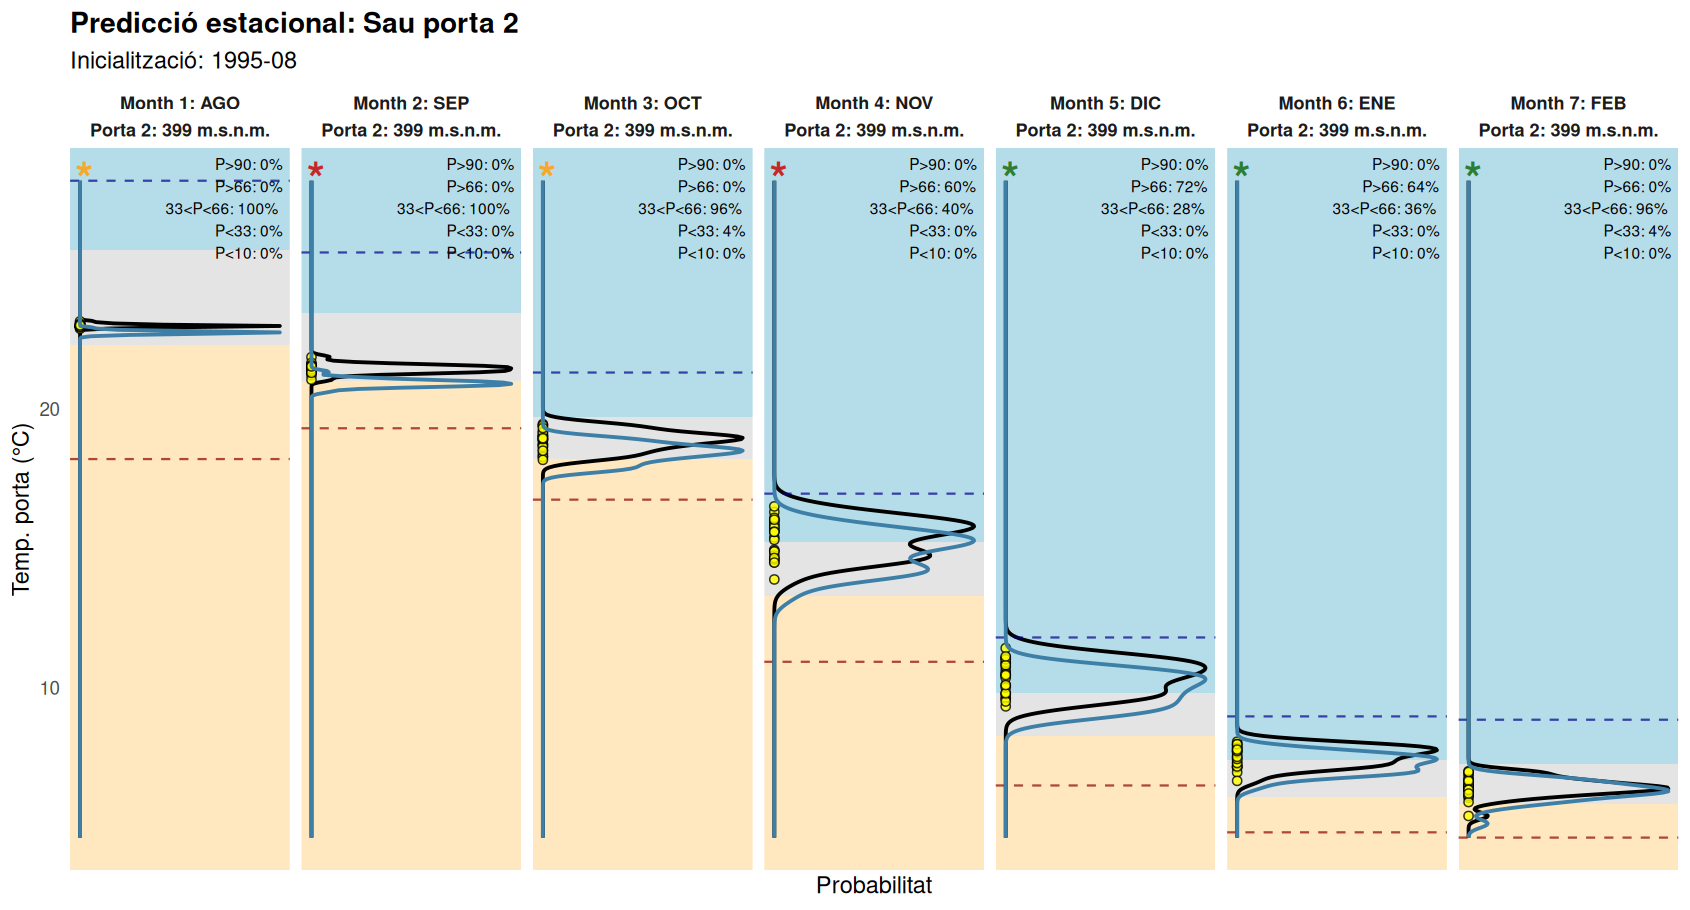 Predicció estacional: Sau porta 2
Inicialització: 1995-08
Month 1: AGO
Porta 2: 399 m.s.n.m.
Month 2: SEP
Porta 2: 399 m.s.n.m.
Month 3: OCT
Porta 2: 399 m.s.n.m.
Month 4: NOV
Porta 2: 399 m.s.n.m.
Month 5: DIC
Porta 2: 399 m.s.n.m.
Month 6: ENE
Porta 2: 399 m.s.n.m.
Month 7: FEB
Porta 2: 399 m.s.n.m.
*
P>90: 0%
P>66: 0%
33<P<66: 100%
P<33: 0%
P<10: 0%
*
P>90: 0%
P>66: 0%
33<P<66: 100%
P<33: 0%
P<10: 0%
*
P>90: 0%
P>66: 0%
33<P<66: 96%
P<33: 4%
P<10: 0%
*
P>90: 0%
P>66: 60%
33<P<66: 40%
P<33: 0%
P<10: 0%
*
P>90: 0%
P>66: 72%
33<P<66: 28%
P<33: 0%
P<10: 0%
*
P>90: 0%
P>66: 64%
33<P<66: 36%
P<33: 0%
P<10: 0%
*
P>90: 0%
P>66: 0%
33<P<66: 96%
P<33: 4%
P<10: 0%
20
10
Temp. porta (°C)
Probabilitat